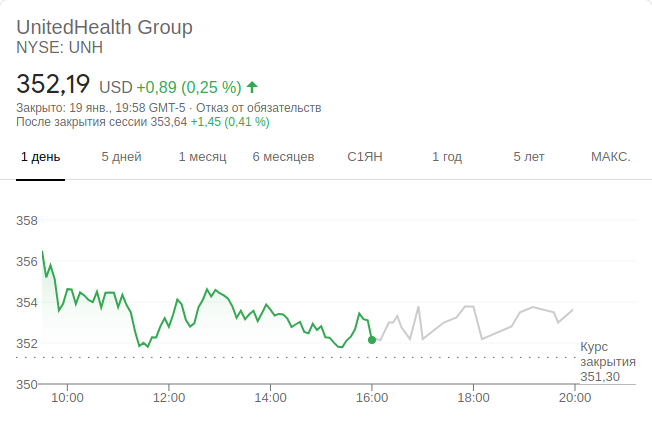 UnitedHealth Group
NYSE: UNH
352,19 USD +0,89 (0,25 %)
Закрыто: 19 янв., 19:58 GMT-5 · Отказ от обязательств
После закрытия сессии 353,64 +1,45 (0,41 %)
1 день 5 дней 1 месяц 6 месяцев С1ЯН 1 год 5 лет МАКС.
358
356
354
352
Курс
закрытия
351,30
350
10:00 12:00 14:00 16:00 18:00 20:00